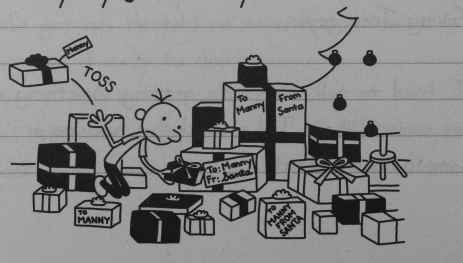 Manny
TOSS
To Manny
From Santa
To: Manny
Fr: Santa
TO MANNY
TO MANNY
FROM SANTA